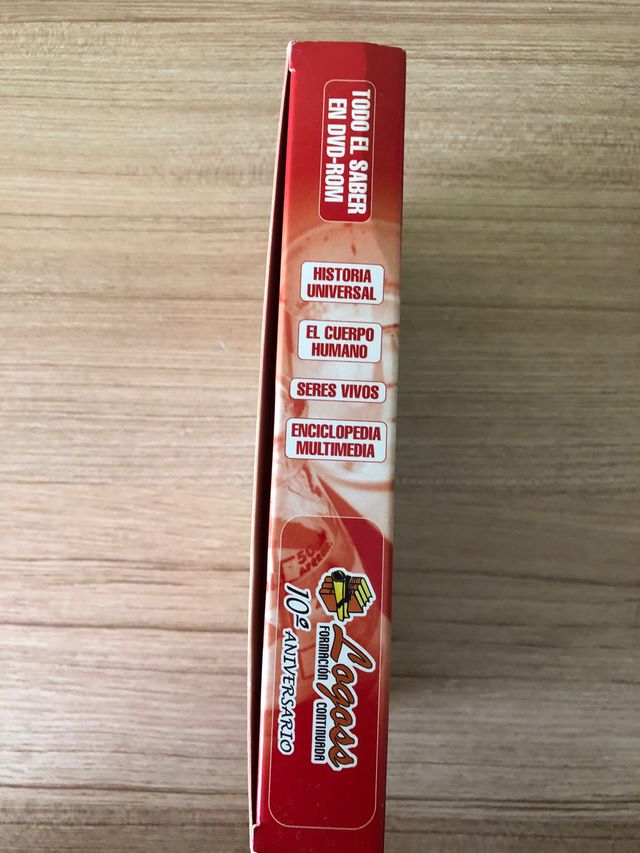 TODO EL SABER
EN DVD-ROM
HISTORIA
UNIVERSAL
EL CUERPO
HUMANO
SERES VIVOS
ENCICLOPEDIA
MULTIMEDIA
Logoss
FORMACIÓN CONTINUADA
10º ANIVERSARIO